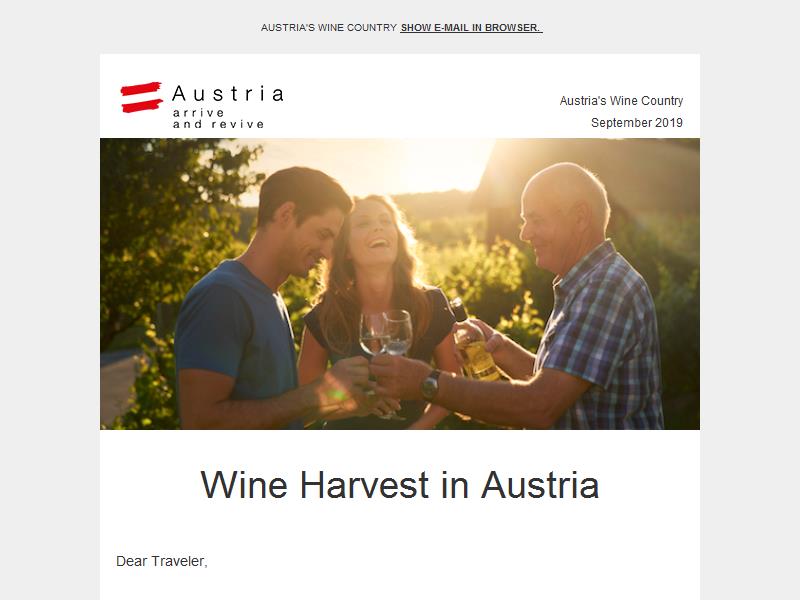 AUSTRIA'S WINE COUNTRY SHOW E-MAIL IN BROWSER.
Austria
arrive
and revive
Austria's Wine Country
September 2019
Wine Harvest in Austria
Dear Traveler,